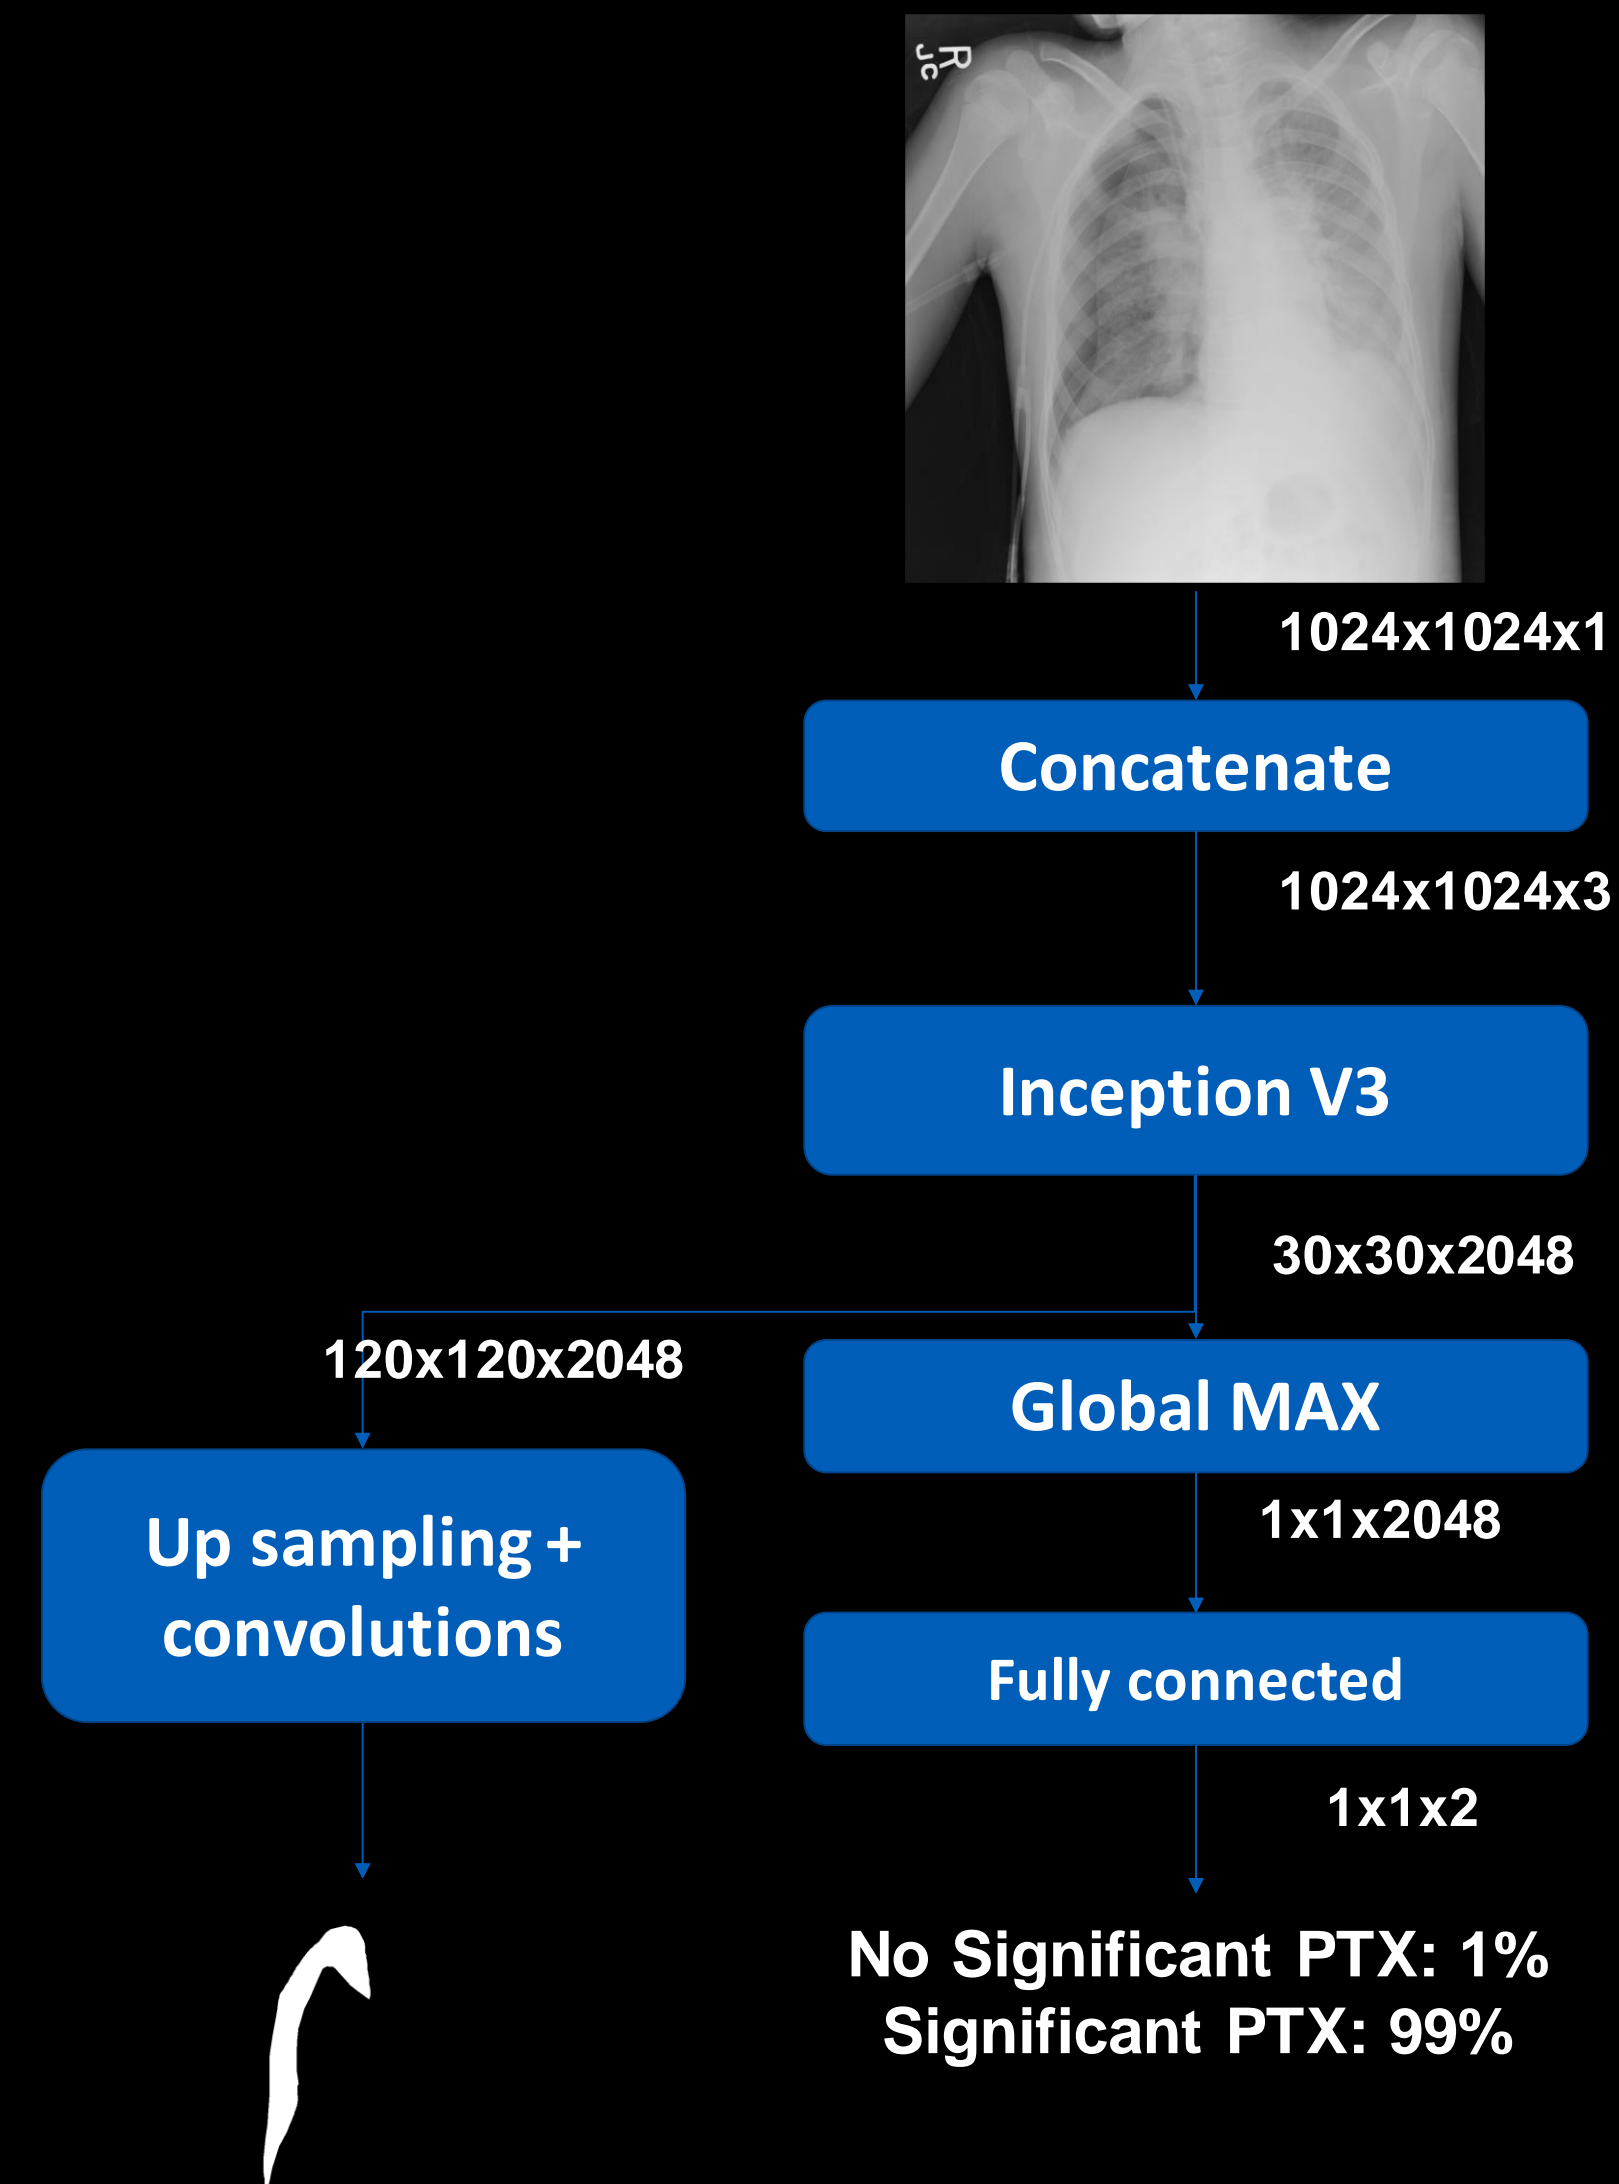 R
JC
1024x1024x1
Concatenate
1024x1024x3
Inception V3
30x30x2048
120x120x2048
Global MAX
1x1x2048
Up sampling +
convolutions
Fully connected
1x1x2
No Significant PTX: 1%
Significant PTX: 99%